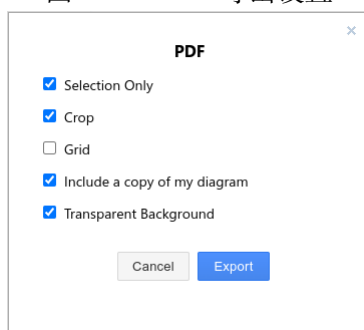 PDF
Selection Only
Crop
Grid
Include a copy of my diagram
Transparent Background
Cancel Export